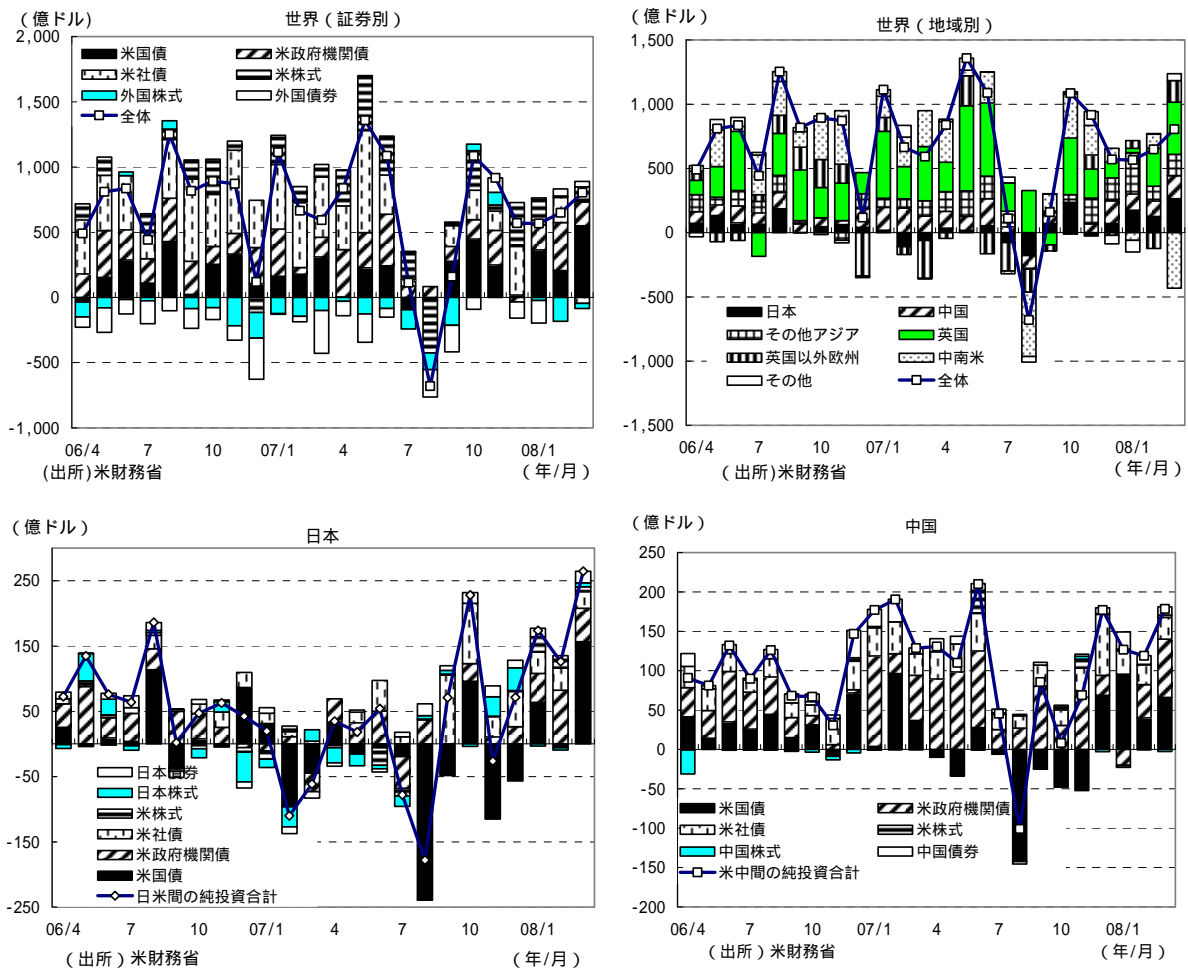 （億ドル）
世界（証券別）
2,000
1,500
1,000
500
0
-500
-1,000
米国債
米政府機関債
米社債
米株式
外国株式
外国債券
全体
06/4 7 10 07/1 4 7 10 08/1
(出所)米財務省
（年/月）
（億ドル）
世界（地域別）
1,500
1,000
500
0
-500
-1,000
-1,500
日本
中国
その他アジア
英国
英国以外欧州
中南米
その他
全体
06/4 7 10 07/1 4 7 10 08/1
（出所）米財務省
（年/月）
（億ドル）
日本
250
150
50
-50
-150
-250
日本債券
日本株式
米株式
米社債
米政府機関債
米国債
日米間の純投資合計
06/4 7 10 07/1 4 7 10 08/1
（出所）米財務省
（年/月）
（億ドル）
中国
250
200
150
100
50
0
-50
-100
-150
-200
米国債
米政府機関債
米社債
米株式
中国株式
中国債券
米中間の純投資合計
06/4 7 10 07/1 4 7 10 08/1
（出所）米財務省
（年/月）